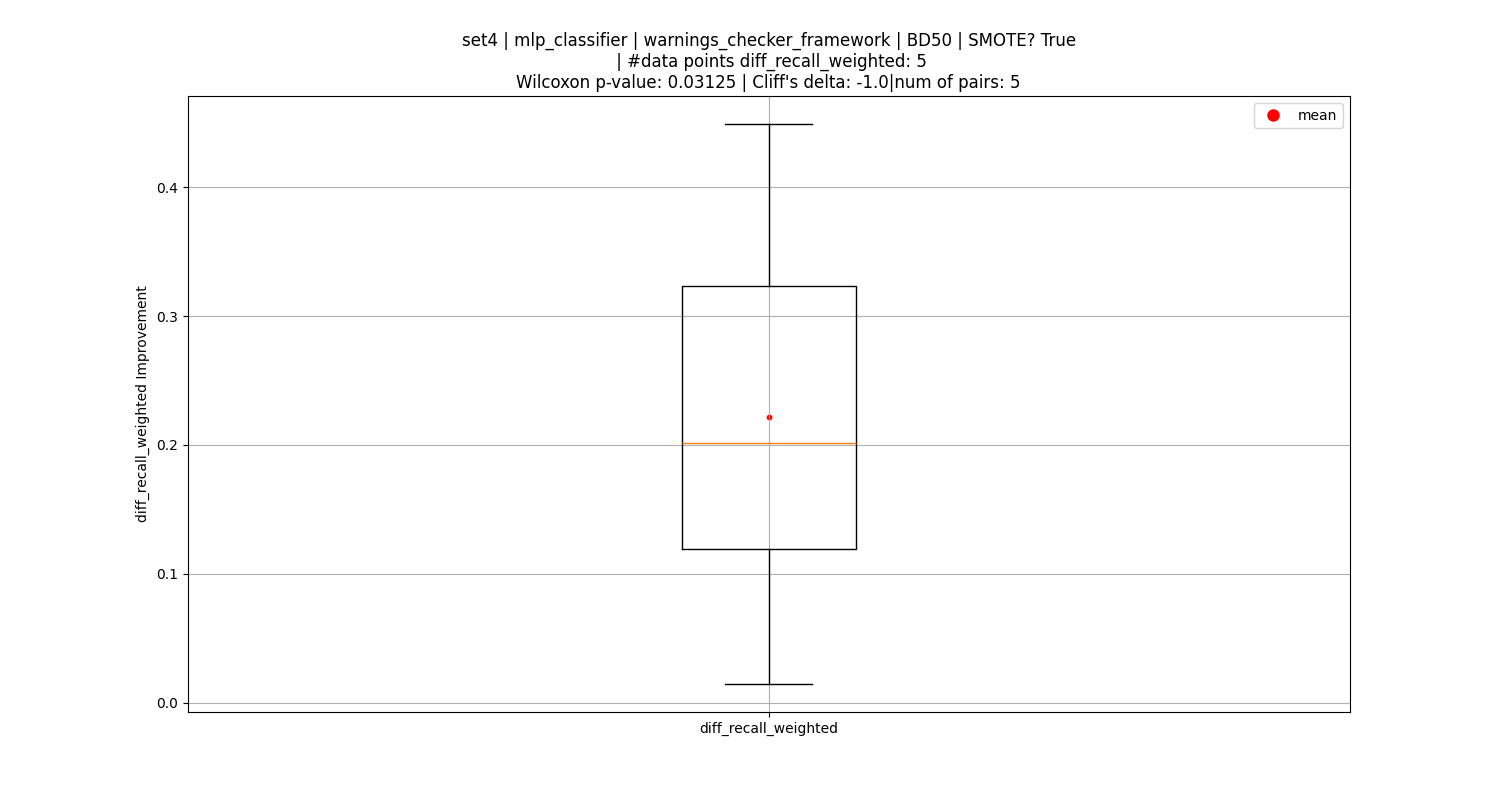 set4 | mlp_classifier | warnings_checker_framework | BD50 | SMOTE? True
| #data points diff_recall_weighted: 5
Wilcoxon p-value: 0.03125 | Cliff's delta: -1.0|num of pairs: 5
mean
0.4
0.3
0.2
0.1
0.0
diff_recall_weighted Improvement
diff_recall_weighted